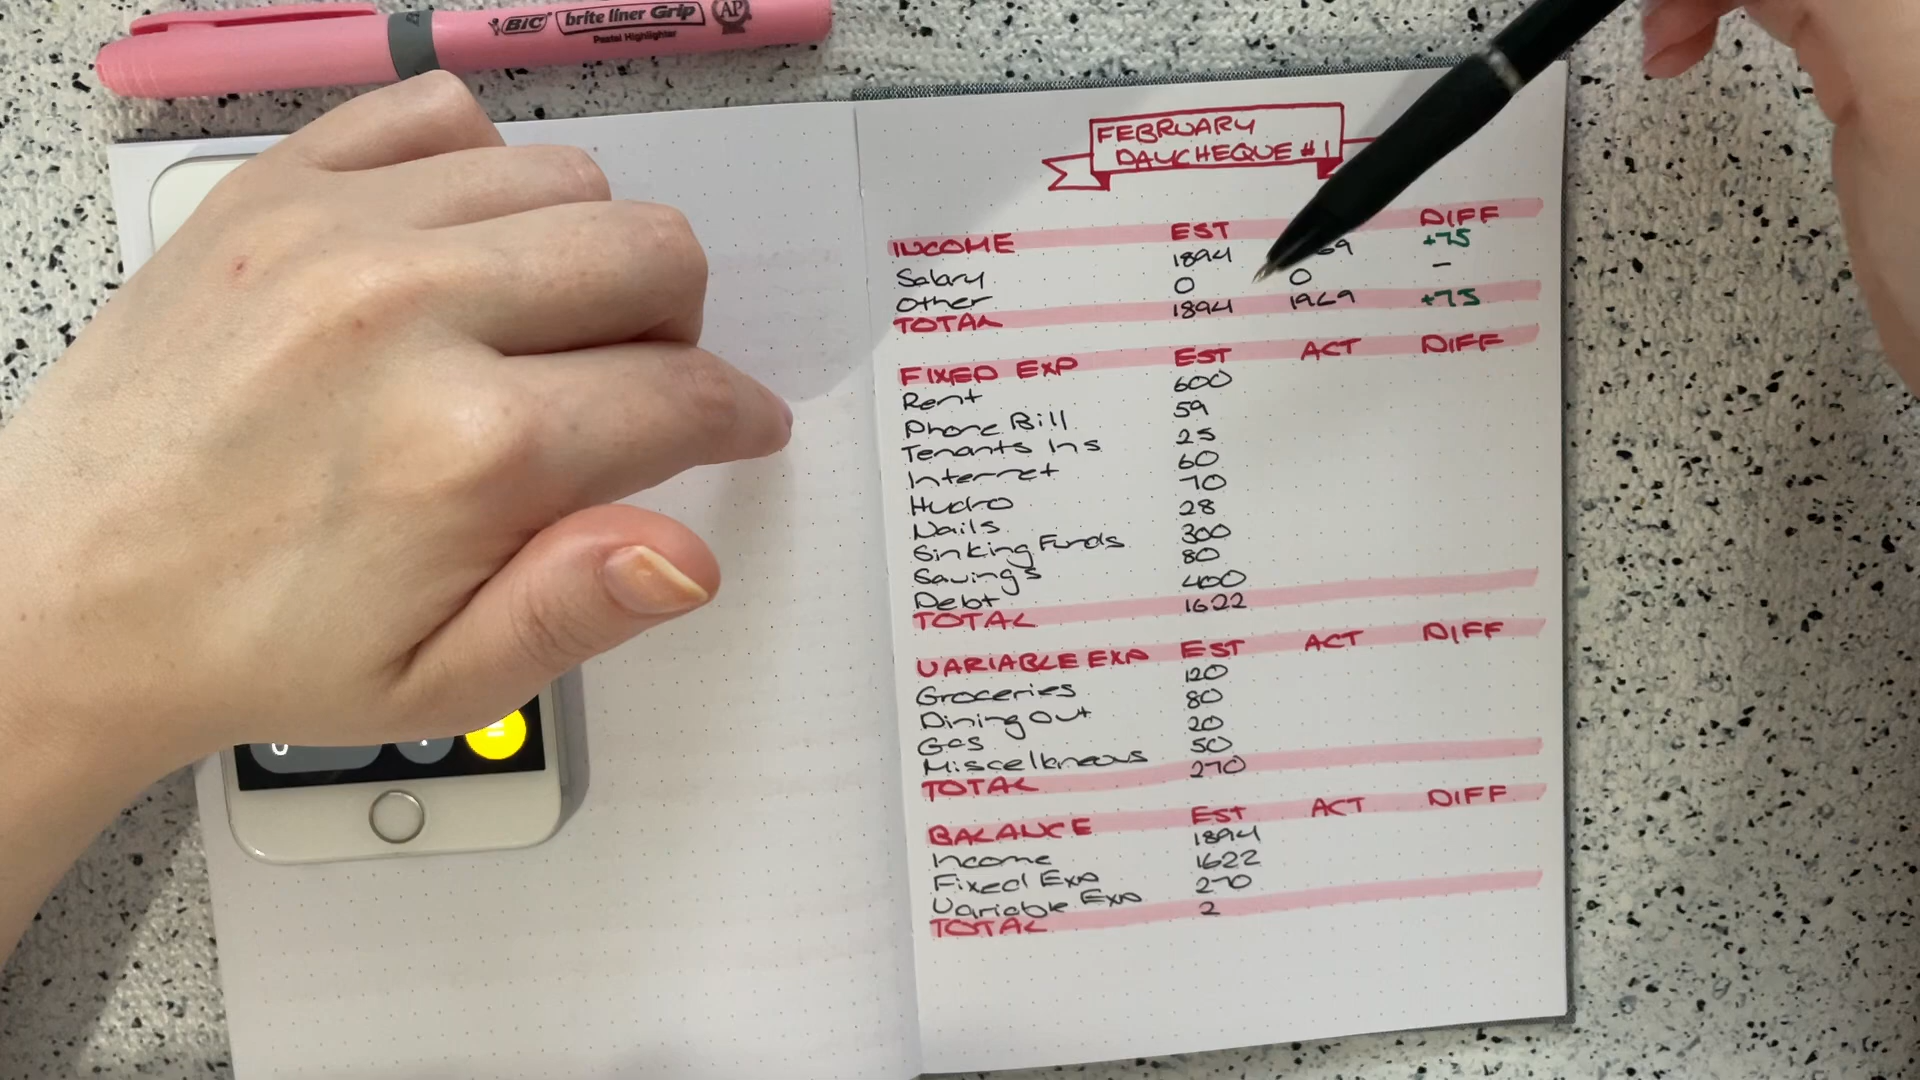 BIC brite liner Grip AP
Pastel Highlighter
FEBRUARY
PAYCHEQUE #1
INCOME EST DIFF
Salary 1894 69 +75
Other 0 0 –
TOTAL 1894 1969 +75
FIXED EXP EST ACT DIFF
Rent 600
Phone Bill 59
Tenants Ins 25
Internet 60
Hydro 70
Nails 28
Sinking Funds 300
Savings 80
Debt 400
TOTAL 1622
VARIABLE EXP EST ACT DIFF
Groceries 120
Dining Out 80
Gas 20
Miscellaneous 50
TOTAL 270
BALANCE EST ACT DIFF
Income 1894
Fixed Exp 1622
Variable Exp 270
TOTAL 2